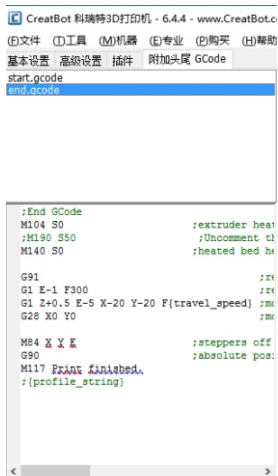 CreatBot 科瑞特3D打印机 - 6.4.4 - www.CreatBot.c
(F)文件 (T)工具 (M)机器 (E)专业 (P)购买 (H)帮助
基本设置 高级设置 插件 附加头尾 GCode
start.gcode
end.gcode
;End GCode
M104 S0 ;extruder heat
;M190 S50 ;Uncomment th
M140 S0 ;heated bed he
G91 ;re
G1 E-1 F300 ;re
G1 Z+0.5 E-5 X-20 Y-20 F{travel_speed} ;mo
G28 X0 Y0 ;mo
M84 X Y E ;steppers off
G90 ;absolute pos
M117 Print finished.
;{profile_string}